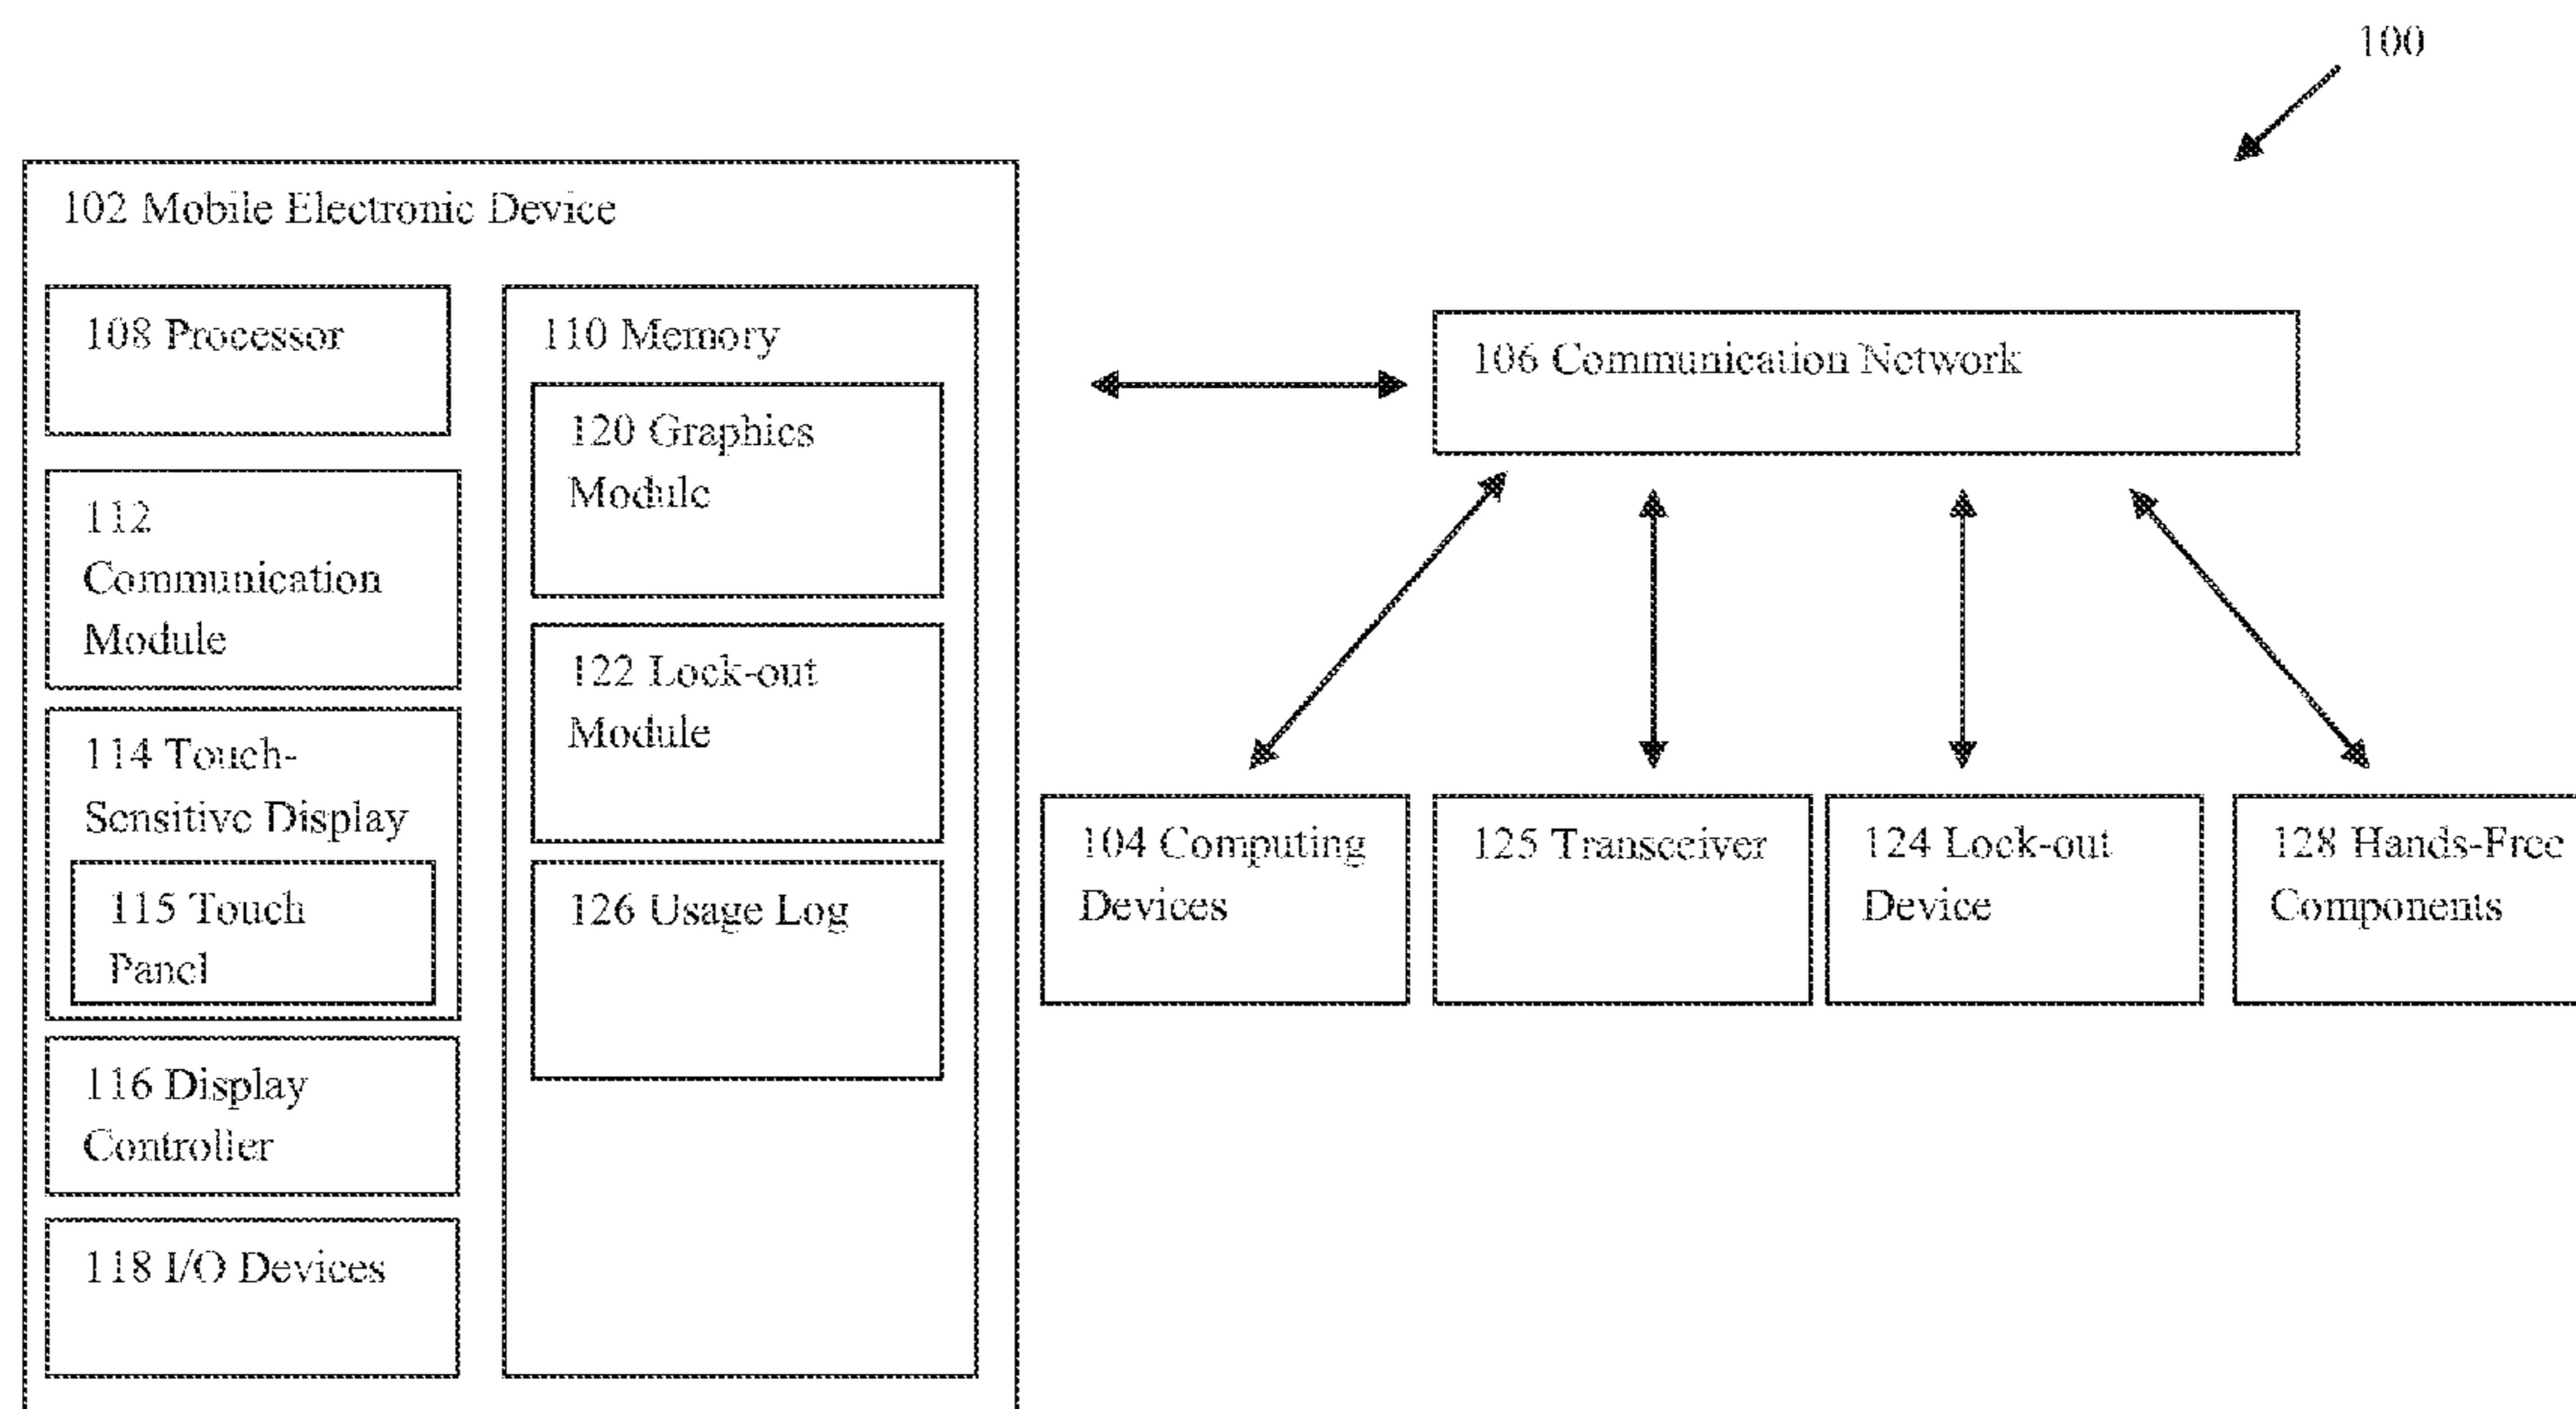 100
102 Mobile Electronic Device
108 Processor
112
Communication
Module
114 Touch-
Sensitive Display
115 Touch
Panel
116 Display
Controller
118 I/O Devices
110 Memory
120 Graphics
Module
122 Lock-out
Module
126 Usage Log
106 Communication Network
104 Computing
Devices
125 Transceiver
124 Lock-out
Device
128 Hands-Free
Components